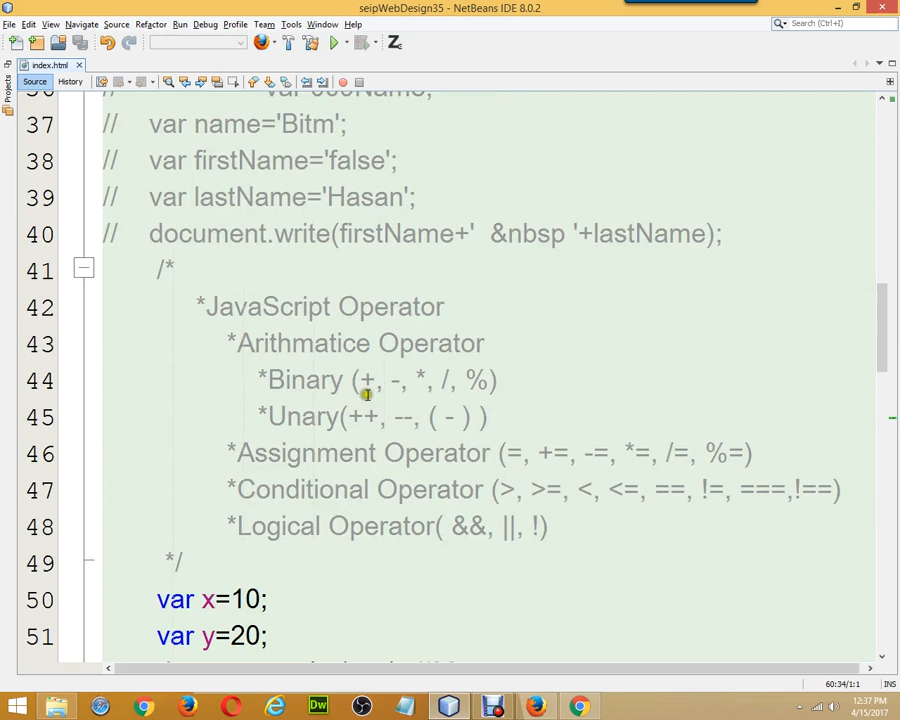 seipWebDesign35 - NetBeans IDE 8.0.2
File Edit View Navigate Source Refactor Run Debug Profile Team Tools Window Help
Search (Ctrl+I)
index.html
Source History
Projects
37 // var name='Bitm';
38 // var firstName='false';
39 // var lastName='Hasan';
40 // document.write(firstName+' &nbsp '+lastName);
41 /*
42 *JavaScript Operator
43 *Arithmatice Operator
44 *Binary (+, -, *, /, %)
45 *Unary(++, --, ( - ) )
46 *Assignment Operator (=, +=, -=, *=, /=, %=)
47 *Conditional Operator (>, >=, <, <=, ==, !=, ===,!==)
48 *Logical Operator( &&, ||, !)
49 */
50 var x=10;
51 var y=20;
60:34/1:1 INS
Dw
12:37 PM
4/15/2017